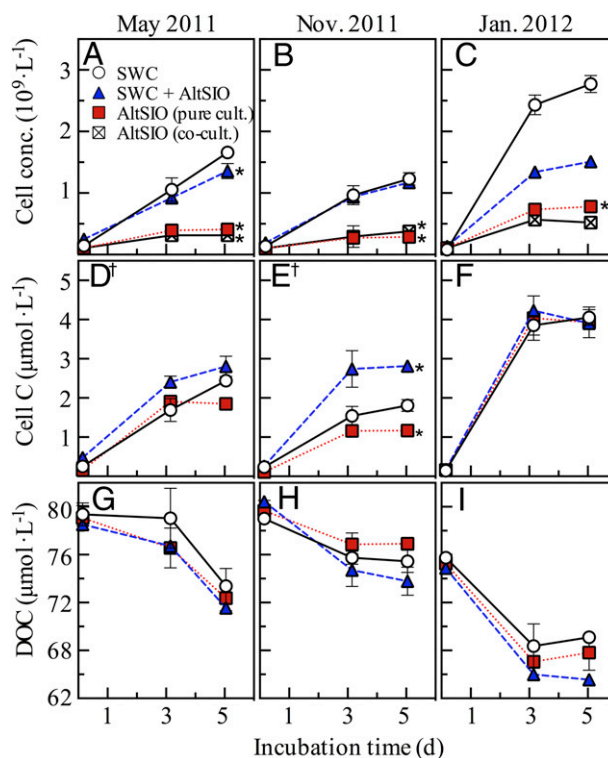 May 2011 Nov. 2011 Jan. 2012
A B C
SWC
SWC + AltSIO
AltSIO (pure cult.)
AltSIO (co-cult.)
Cell conc. (10⁹·L⁻¹)
3
2
1
0
* * * * * *
D† E† F
Cell C (μmol·L⁻¹)
5
4
3
2
1
* *
G H I
DOC (μmol·L⁻¹)
80
76
72
68
62
1 3 5 1 3 5 1 3 5
Incubation time (d)